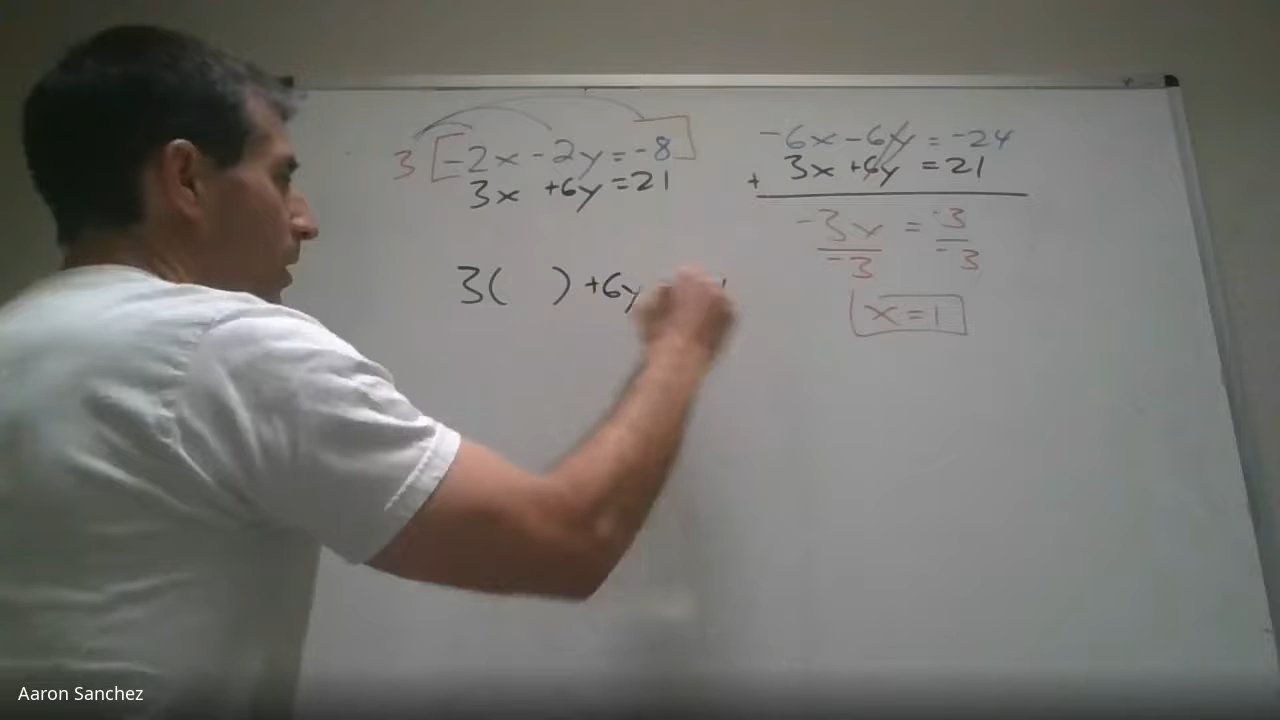 3 [-2x - 2y = -8]
3x + 6y = 21
3( ) + 6y
-6x - 6y = -24
+ 3x + 6y = 21
-3x = -3
-3 -3
x = 1
Aaron Sanchez